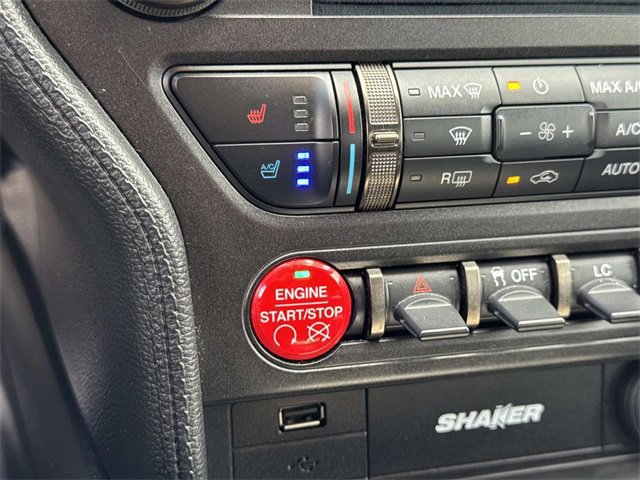 MAX
MAX A/
A/C
- +
A/C
R
AUTO
ENGINE
START/STOP
OFF
LC
SHAKER